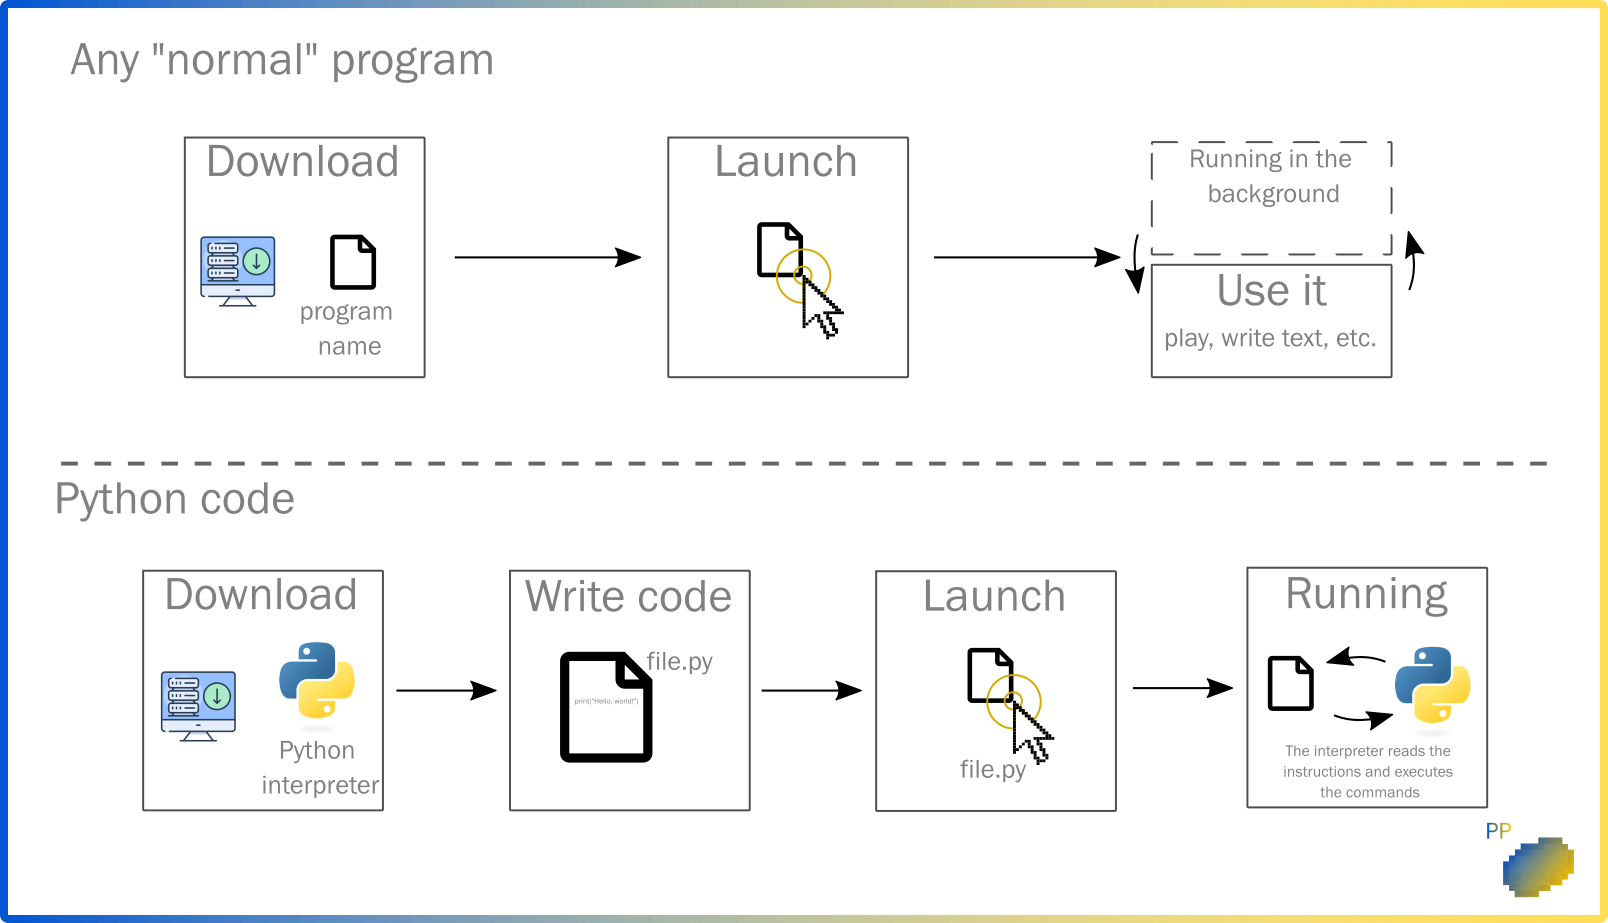 Any "normal" program
Download
program
name
Launch
Running in the
background
Use it
play, write text, etc.
Python code
Download
Python
interpreter
Write code
file.py
print("Hello, world!")
Launch
file.py
Running
The interpreter reads the
instructions and executes
the commands
PP